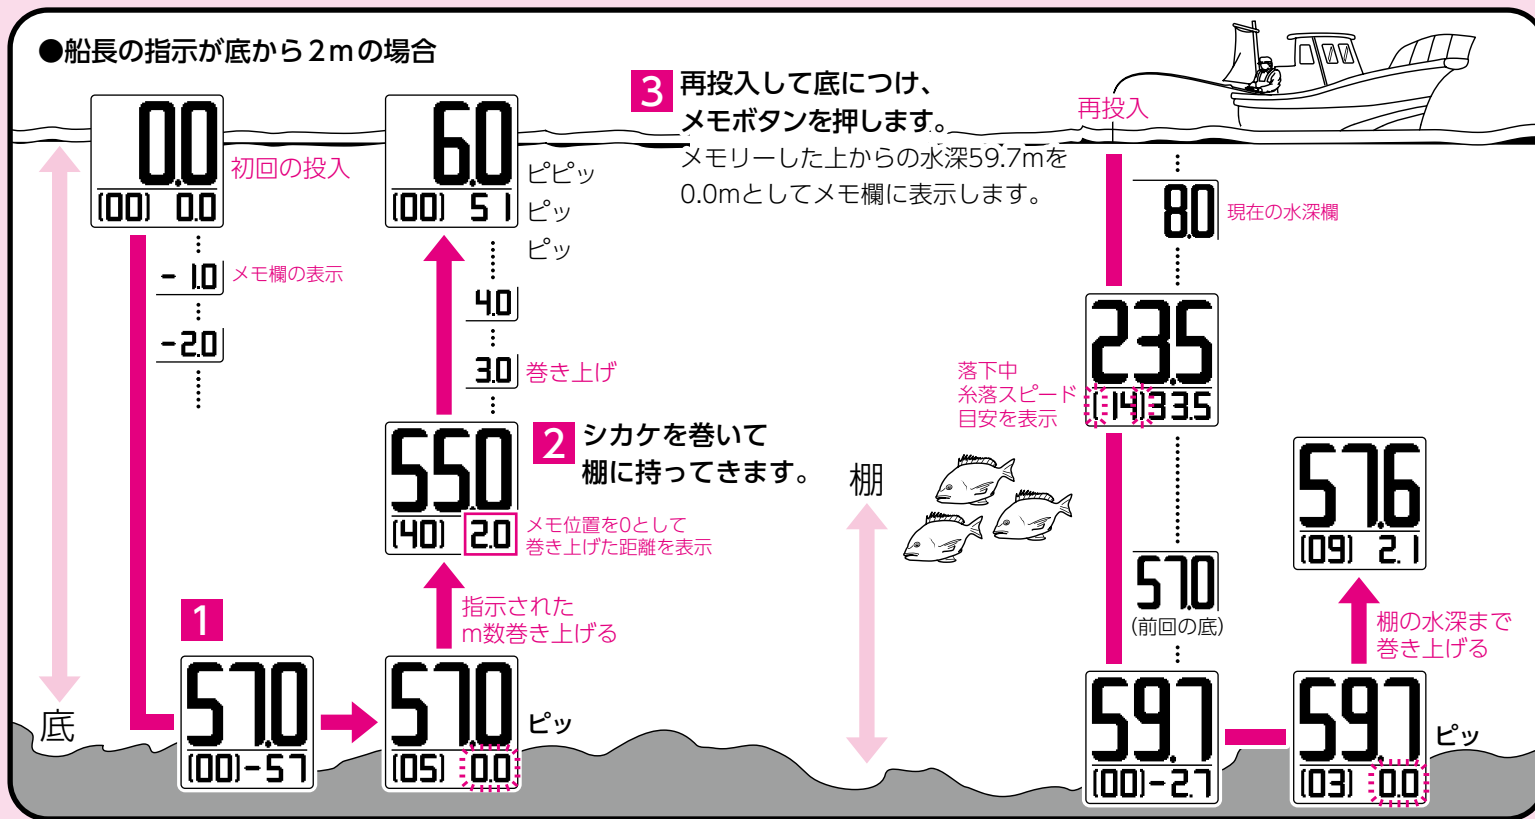 ●船長の指示が底から2mの場合
0.0
(00) 0.0
初回の投入
- 1.0
メモ欄の表示
-2.0
1
57.0
(00)-57
底
6.0
(00) 51
ピピッ
ピッ
ピッ
4.0
3.0
巻き上げ
55.0
(40) 2.0
2
シカケを巻いて
棚に持ってきます。
メモ位置を0として
巻き上げた距離を表示
指示された
m数巻き上げる
57.0
(05) 0.0
ピッ
3
再投入して底につけ、
メモボタンを押します。
メモリーした上からの水深59.7mを
0.0mとしてメモ欄に表示します。
再投入
8.0
現在の水深欄
23.5
(14)33.5
落下中
糸落スピード
目安を表示
棚
57.0
(前回の底)
59.7
(00)-2.7
57.6
(09) 2.1
棚の水深まで
巻き上げる
59.7
(03) 0.0
ピッ